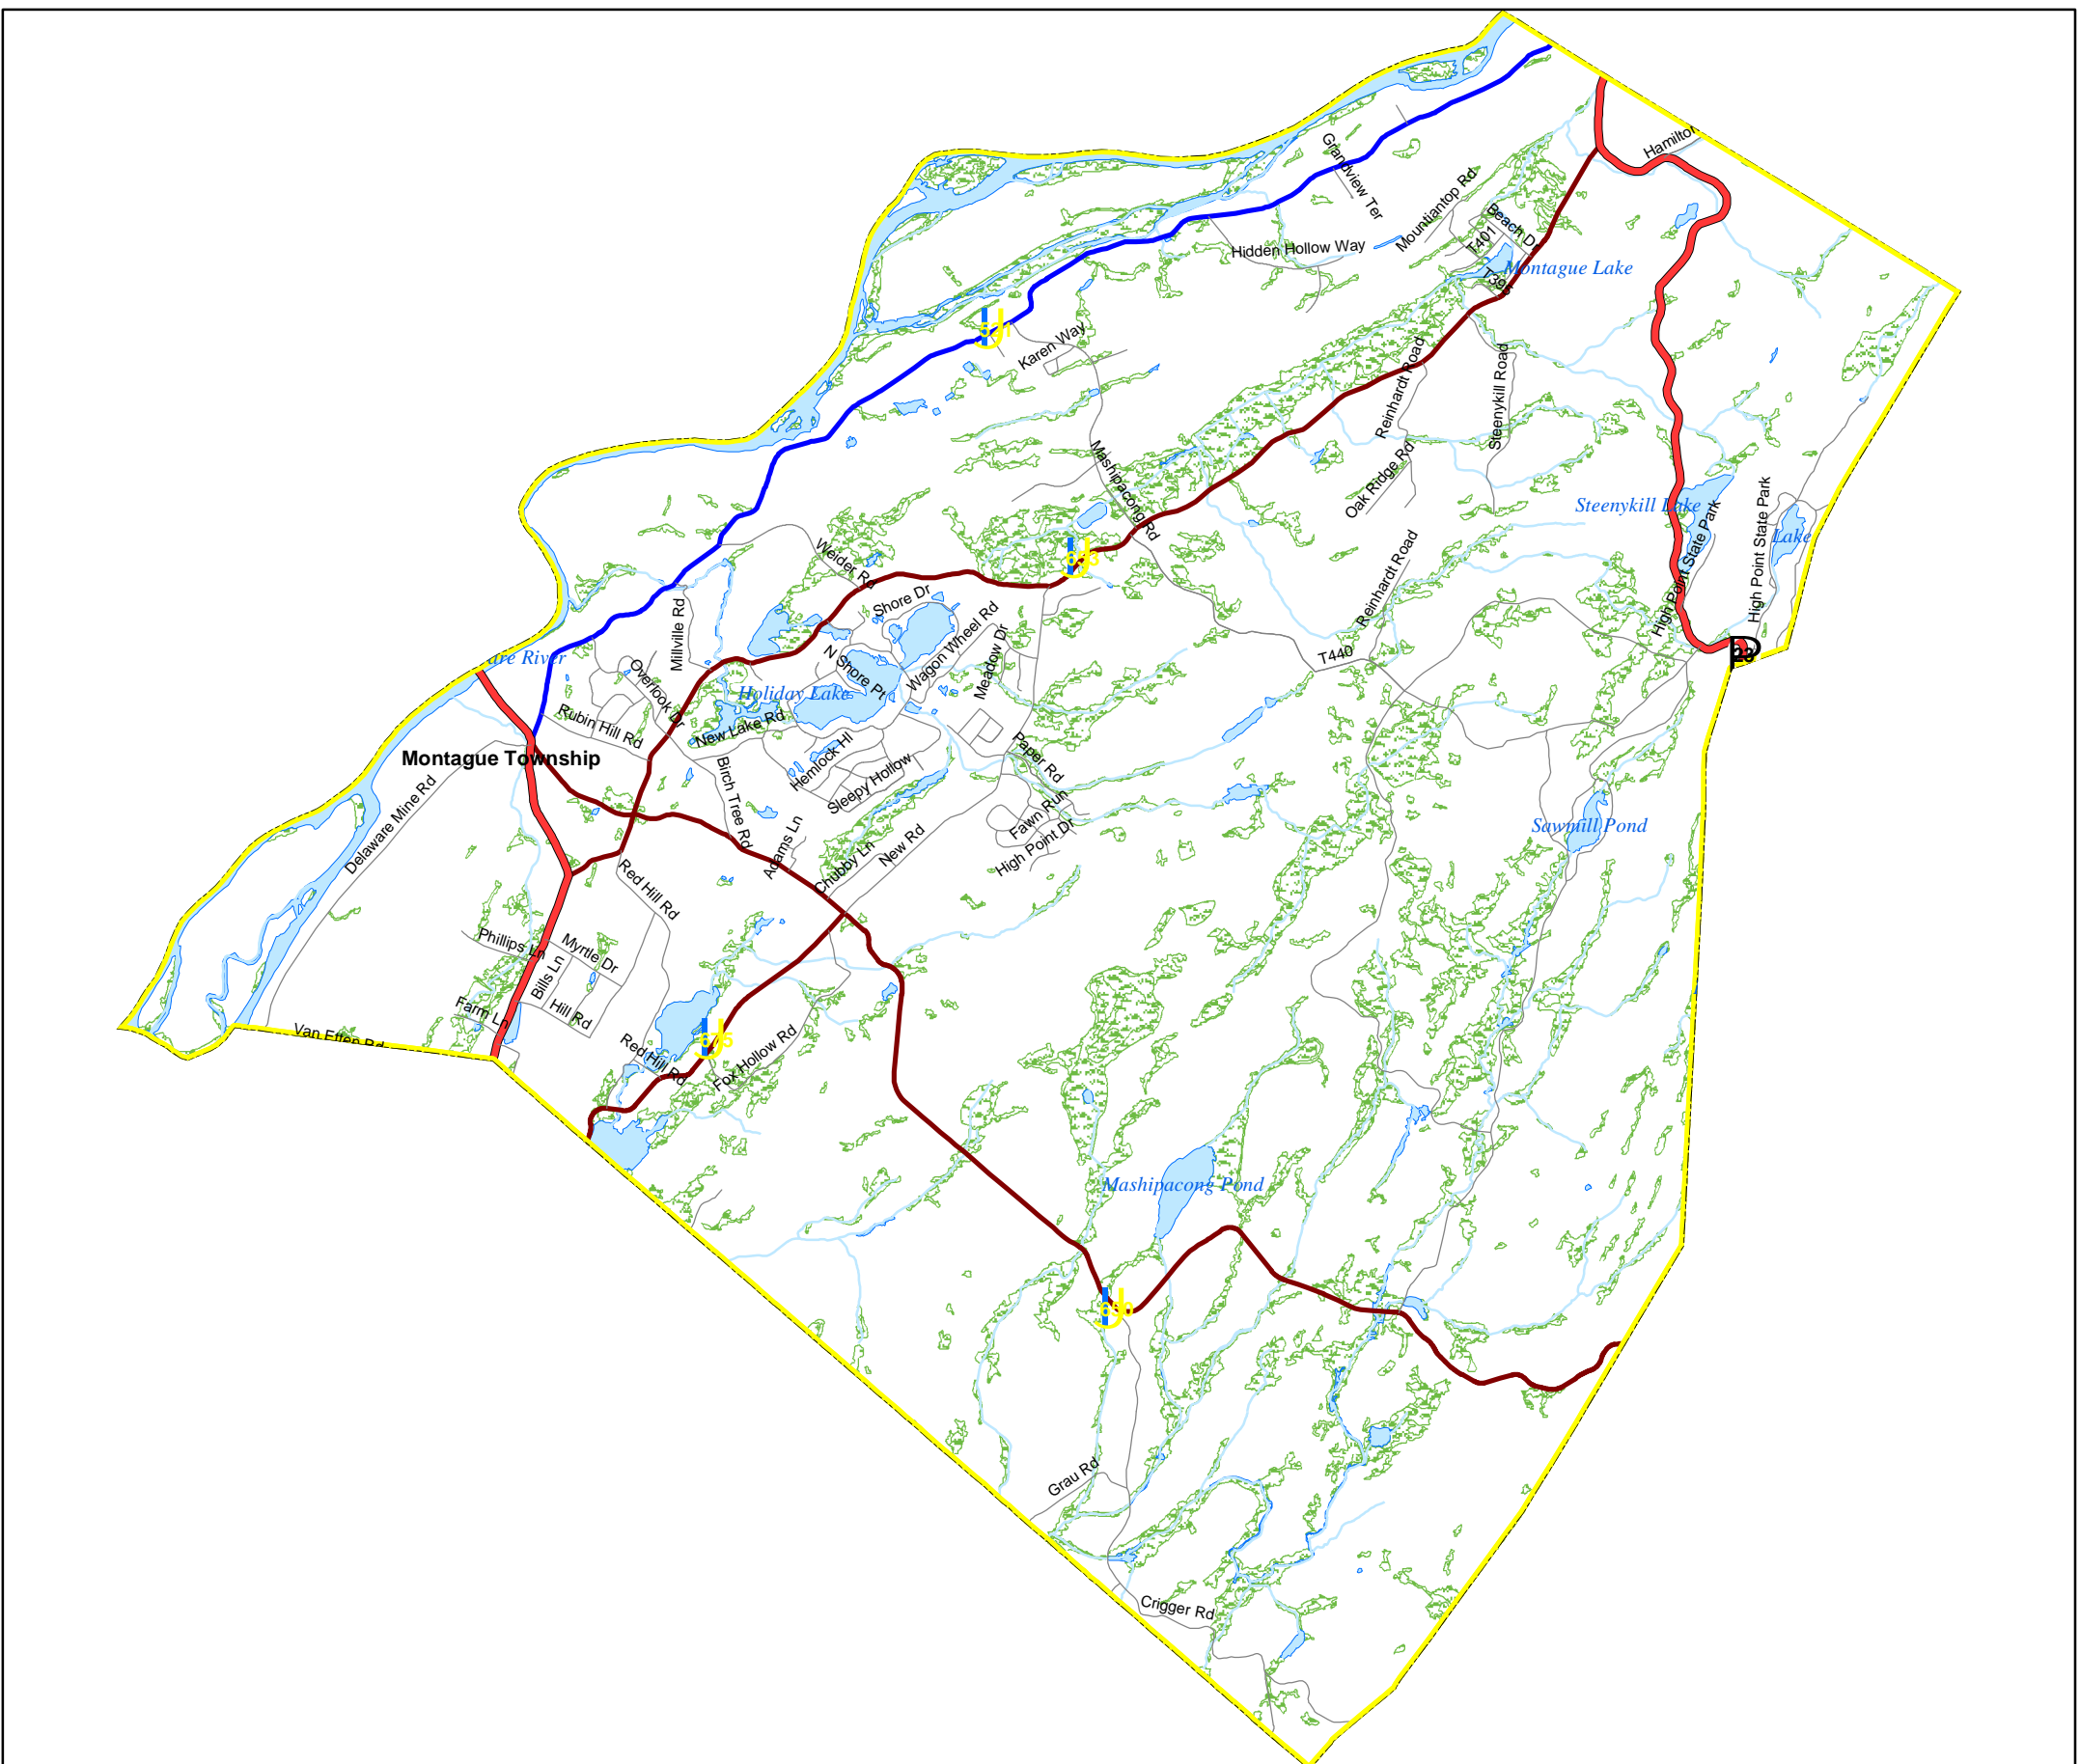 Hamilton
Grandview Ter
Mountiantop Rd
Beach Dr
T401
Hidden Hollow Way
Montague Lake
T395
Karen Way
Reinhardt Road
Steenykill Road
Mashipacong Rd
Oak Ridge Rd
Steenykill Lake
High Point State Park
High Point State Park
Lake
Weider Rd
Reinhardt Road
Shore Dr
Millville Rd
Wagon Wheel Rd
Meadow Dr
N Shore Pt
T440
23
are River
Overlook Dr
Holiday Lake
Rubin Hill Rd
New Lake Rd
Montague Township
Paper Rd
Hemlock Hl
Sleepy Hollow
Birch Tree Rd
Delaware Mine Rd
Fawn Run
Sawmill Pond
Adams Ln
New Rd
High Point Dr
Chubby Ln
Red Hill Rd
Phillips Ln
Myrtle Dr
Bills Ln
Hill Rd
Farm Ln
Van Etten Rd
Red Hill Rd
Fox Hollow Rd
Mashipacong Pond
Grau Rd
Crigger Rd